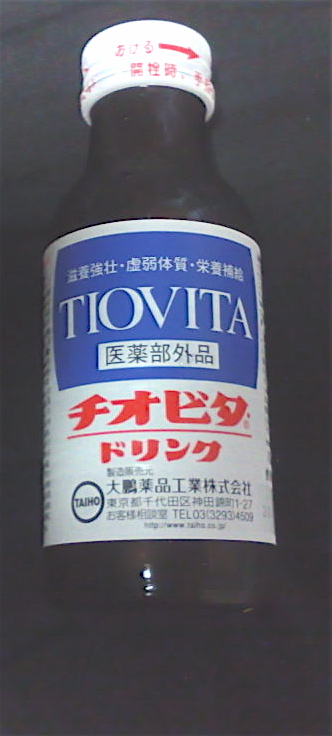 あける
開栓時、手
滋養強壮・虚弱体質・栄養補給
TIOVITA
医薬部外品
チオビタ®
ドリンク
製造販売元
TAIHO
大鵬薬品工業株式会社
東京都千代田区神田錦町1-27
お客様相談室 TEL03(3293)4509
http://www.taiho.co.jp/